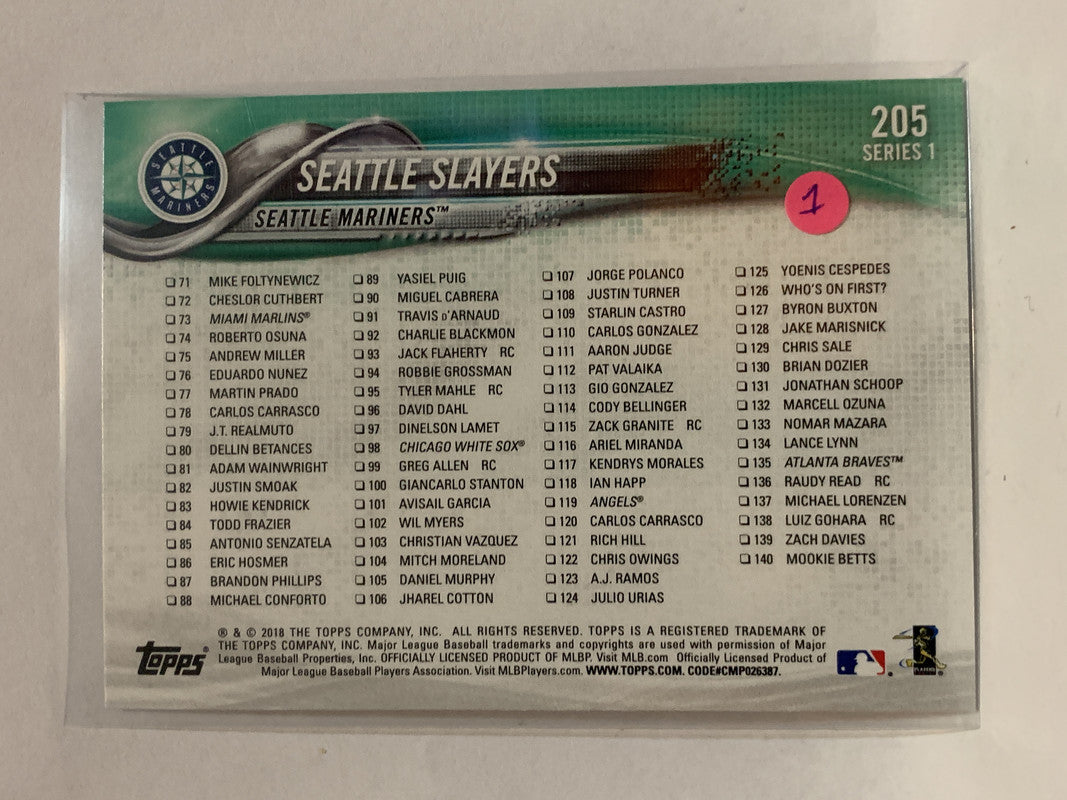 205
SERIES 1
SEATTLE MARINERS
SEATTLE SLAYERS
SEATTLE MARINERS™
1
❏ 71 MIKE FOLTYNEWICZ
❏ 72 CHESLOR CUTHBERT
❏ 73 MIAMI MARLINS®
❏ 74 ROBERTO OSUNA
❏ 75 ANDREW MILLER
❏ 76 EDUARDO NUNEZ
❏ 77 MARTIN PRADO
❏ 78 CARLOS CARRASCO
❏ 79 J.T. REALMUTO
❏ 80 DELLIN BETANCES
❏ 81 ADAM WAINWRIGHT
❏ 82 JUSTIN SMOAK
❏ 83 HOWIE KENDRICK
❏ 84 TODD FRAZIER
❏ 85 ANTONIO SENZATELA
❏ 86 ERIC HOSMER
❏ 87 BRANDON PHILLIPS
❏ 88 MICHAEL CONFORTO
❏ 89 YASIEL PUIG
❏ 90 MIGUEL CABRERA
❏ 91 TRAVIS D'ARNAUD
❏ 92 CHARLIE BLACKMON
❏ 93 JACK FLAHERTY RC
❏ 94 ROBBIE GROSSMAN
❏ 95 TYLER MAHLE RC
❏ 96 DAVID DAHL
❏ 97 DINELSON LAMET
❏ 98 CHICAGO WHITE SOX®
❏ 99 GREG ALLEN RC
❏ 100 GIANCARLO STANTON
❏ 101 AVISAIL GARCIA
❏ 102 WIL MYERS
❏ 103 CHRISTIAN VAZQUEZ
❏ 104 MITCH MORELAND
❏ 105 DANIEL MURPHY
❏ 106 JHAREL COTTON
❏ 107 JORGE POLANCO
❏ 108 JUSTIN TURNER
❏ 109 STARLIN CASTRO
❏ 110 CARLOS GONZALEZ
❏ 111 AARON JUDGE
❏ 112 PAT VALAIKA
❏ 113 GIO GONZALEZ
❏ 114 CODY BELLINGER
❏ 115 ZACK GRANITE RC
❏ 116 ARIEL MIRANDA
❏ 117 KENDRYS MORALES
❏ 118 IAN HAPP
❏ 119 ANGELS®
❏ 120 CARLOS CARRASCO
❏ 121 RICH HILL
❏ 122 CHRIS OWINGS
❏ 123 A.J. RAMOS
❏ 124 JULIO URIAS
❏ 125 YOENIS CESPEDES
❏ 126 WHO'S ON FIRST?
❏ 127 BYRON BUXTON
❏ 128 JAKE MARISNICK
❏ 129 CHRIS SALE
❏ 130 BRIAN DOZIER
❏ 131 JONATHAN SCHOOP
❏ 132 MARCELL OZUNA
❏ 133 NOMAR MAZARA
❏ 134 LANCE LYNN
❏ 135 ATLANTA BRAVES™
❏ 136 RAUDY READ RC
❏ 137 MICHAEL LORENZEN
❏ 138 LUIZ GOHARA RC
❏ 139 ZACH DAVIES
❏ 140 MOOKIE BETTS
TOPPS®
® & © 2018 THE TOPPS COMPANY, INC. ALL RIGHTS RESERVED. TOPPS IS A REGISTERED TRADEMARK OF
THE TOPPS COMPANY, INC. Major League Baseball trademarks and copyrights are used with permission of Major
League Baseball Properties, Inc. OFFICIALLY LICENSED PRODUCT OF MLBP. Visit MLB.com Officially Licensed Product of
Major League Baseball Players Association. Visit MLBPlayers.com. WWW.TOPPS.COM. CODE#CMP026387.
PLAYERS